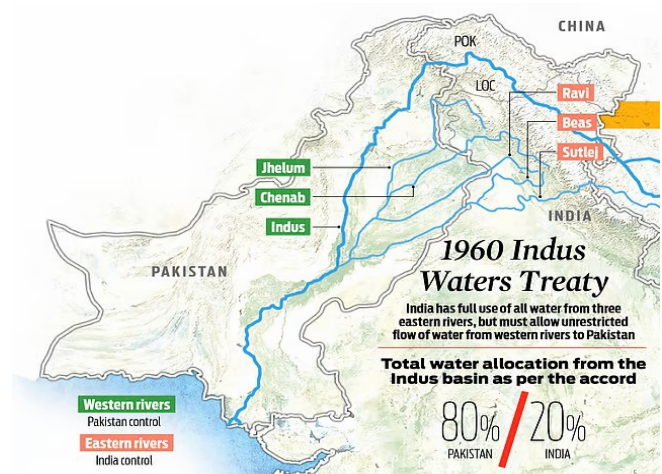 CHINA
POK
LOC
Ravi
Beas
Sutlej
Jhelum
Chenab
Indus
INDIA
PAKISTAN
1960 Indus
Waters Treaty
India has full use of all water from three
eastern rivers, but must allow unrestricted
flow of water from western rivers to Pakistan
Total water allocation from the
Indus basin as per the accord
80% / 20%
PAKISTAN INDIA
Western rivers
Pakistan control
Eastern rivers
India control